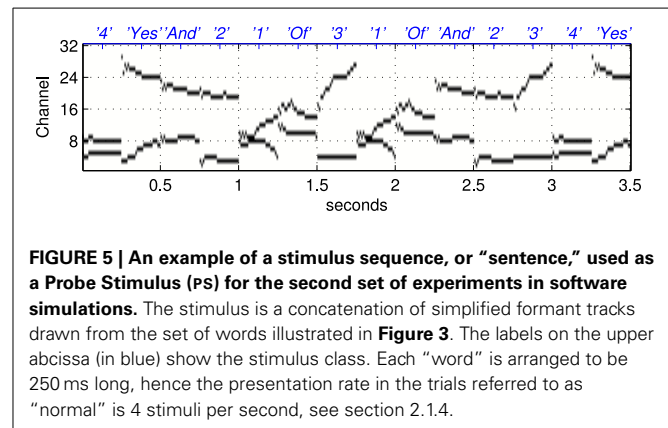 '4' 'Yes' 'And' '2' '1' 'Of' '3' '1' 'Of' 'And' '2' '3' '4' 'Yes'
32
24
16
8
Channel
0.5 1 1.5 2 2.5 3 3.5
seconds
FIGURE 5 | An example of a stimulus sequence, or “sentence,” used as
a Probe Stimulus (PS) for the second set of experiments in software
simulations. The stimulus is a concatenation of simplified formant tracks
drawn from the set of words illustrated in Figure 3. The labels on the upper
abcissa (in blue) show the stimulus class. Each “word” is arranged to be
250 ms long, hence the presentation rate in the trials referred to as
“normal” is 4 stimuli per second, see section 2.1.4.